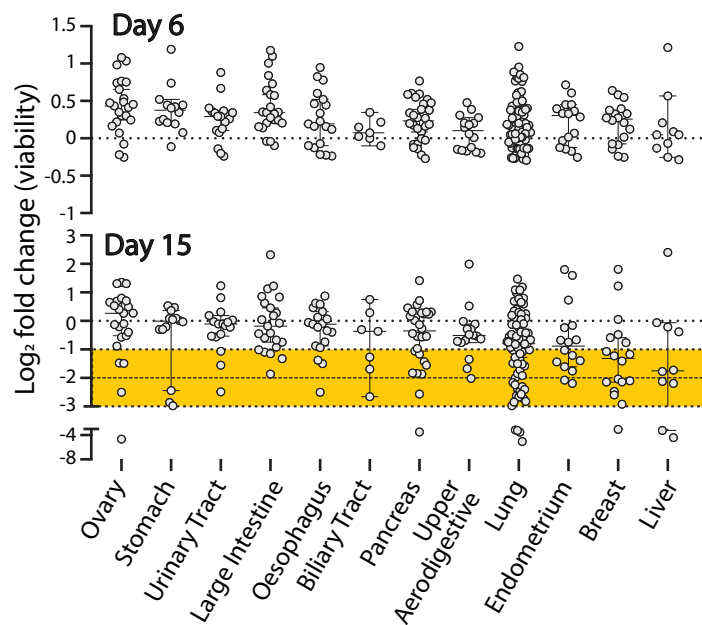 Day 6
1.5
1
0.5
0
-0.5
-1
Log₂ fold change (viability)
Day 15
3
2
1
0
-1
-2
-3
-4
-8
Ovary
Stomach
Urinary Tract
Large Intestine
Oesophagus
Biliary Tract
Pancreas
Upper
Aerodigestive
Lung
Endometrium
Breast
Liver